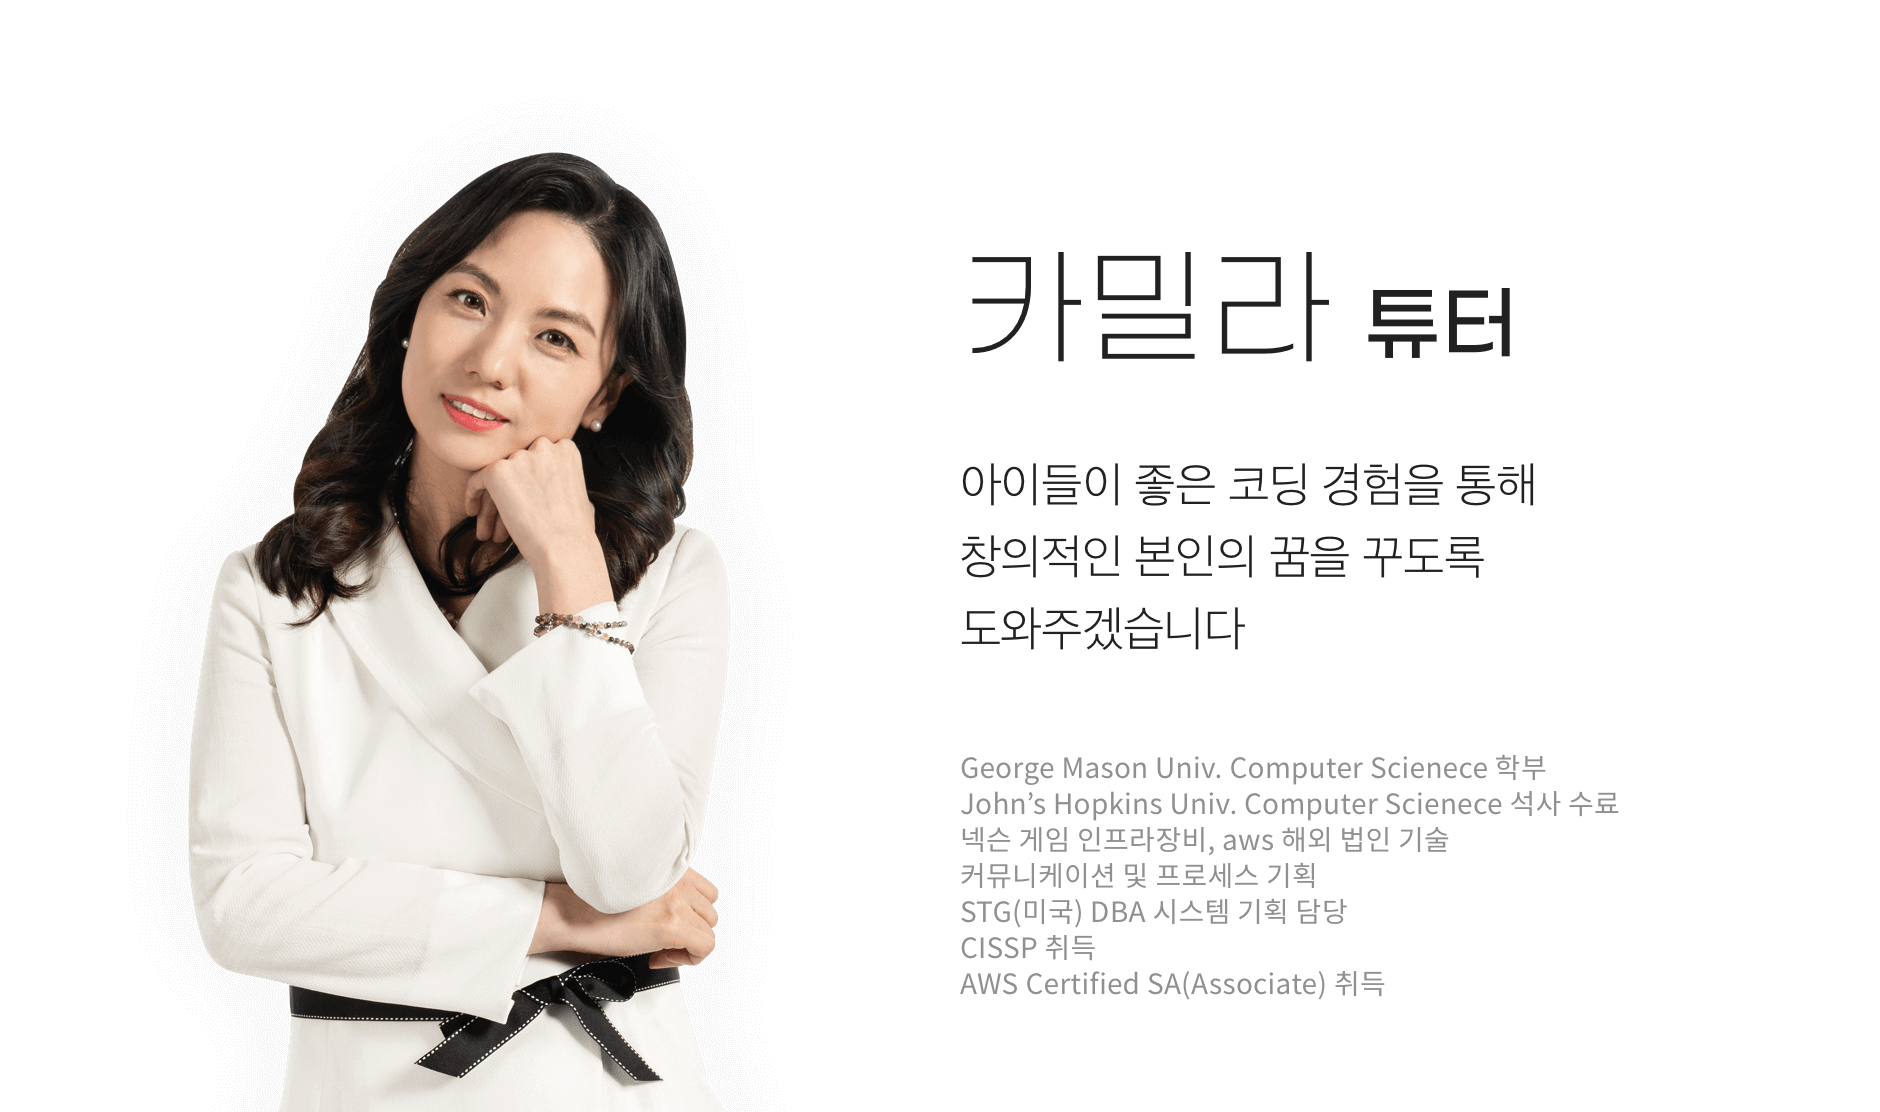 카밀라 튜터
아이들이 좋은 코딩 경험을 통해
창의적인 본인의 꿈을 꾸도록
도와주겠습니다
George Mason Univ. Computer Scienece 학부
John’s Hopkins Univ. Computer Scienece 석사 수료
넥슨 게임 인프라장비, aws 해외 법인 기술
커뮤니케이션 및 프로세스 기획
STG(미국) DBA 시스템 기획 담당
CISSP 취득
AWS Certified SA(Associate) 취득